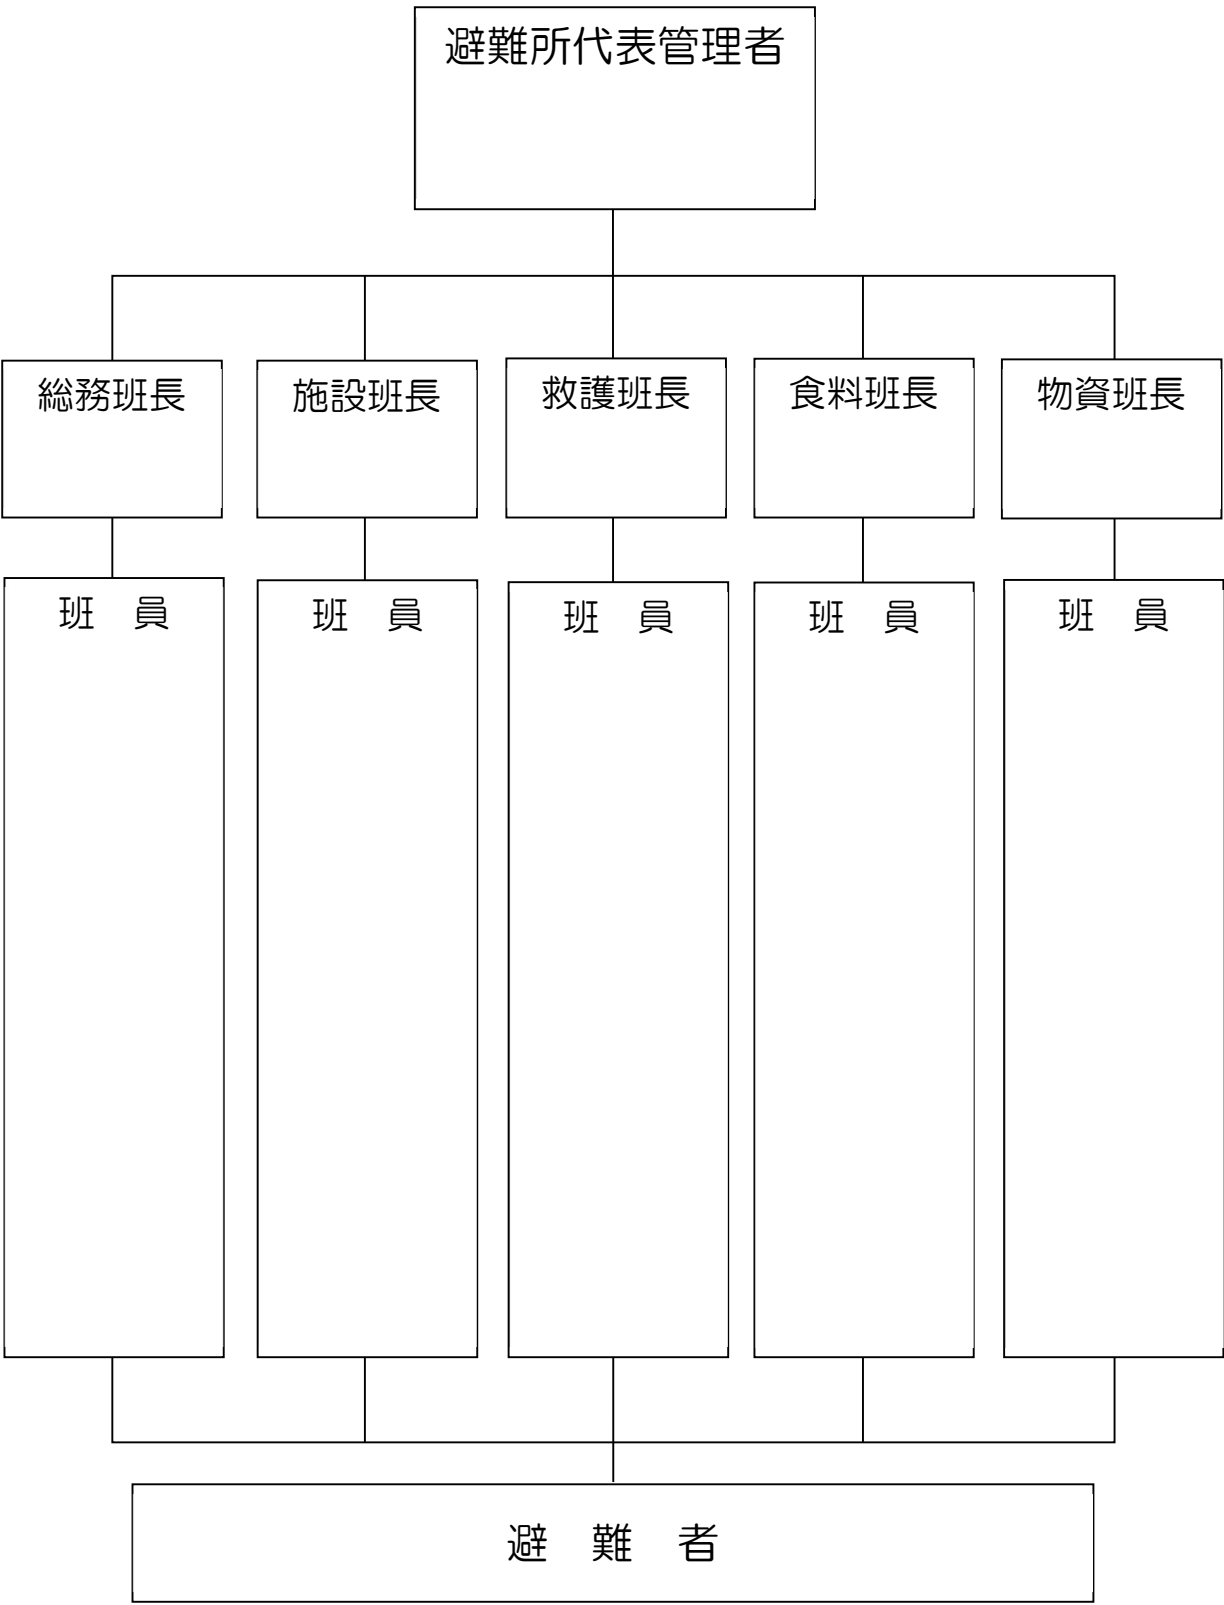 避難所代表管理者
総務班長
施設班長
救護班長
食料班長
物資班長
班　員
班　員
班　員
班　員
班　員
避　難　者